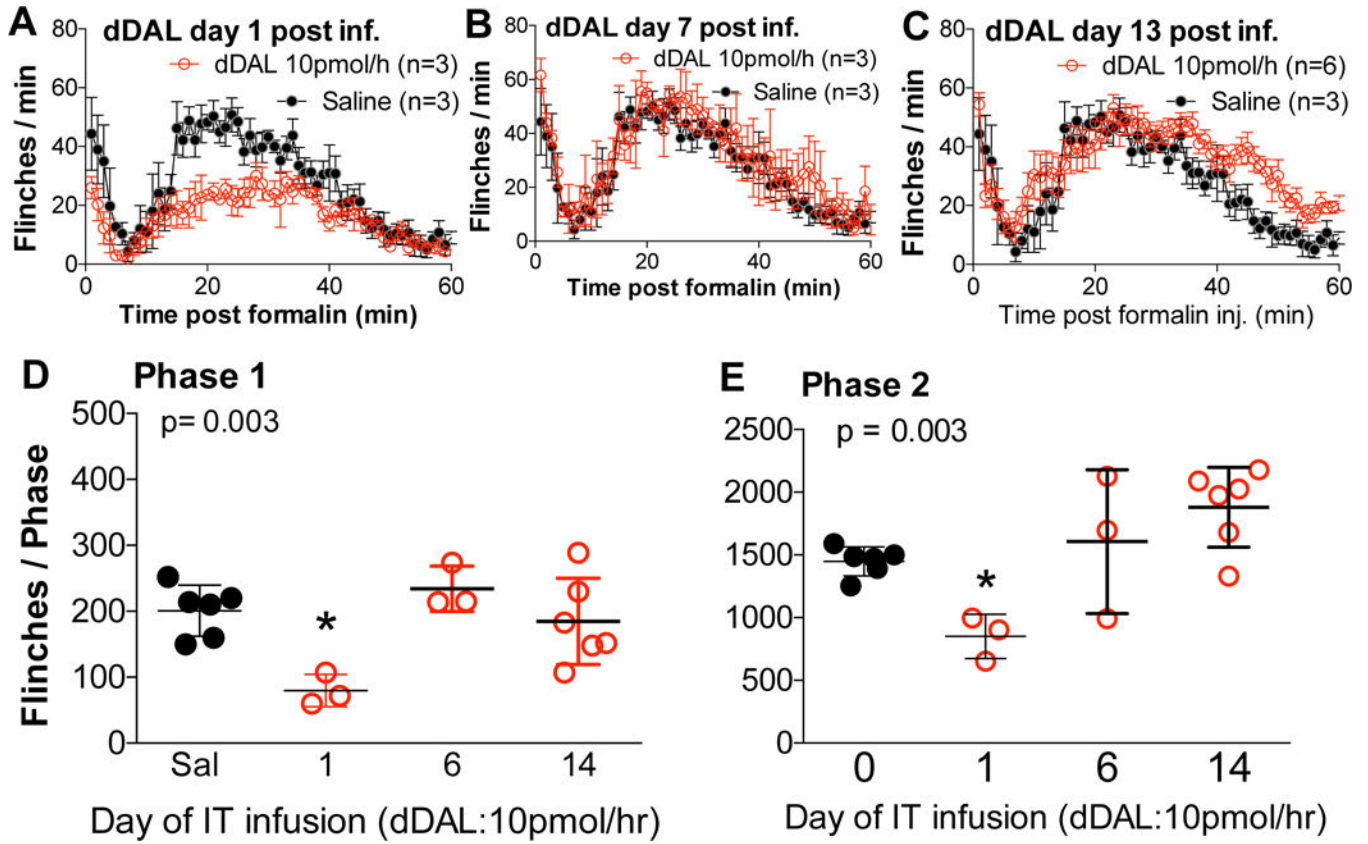 A
dDAL day 1 post inf.
dDAL 10pmol/h (n=3)
Saline (n=3)
Flinches / min
80
60
40
20
0
0 20 40 60
Time post formalin (min)
B
dDAL day 7 post inf.
dDAL 10pmol/h (n=3)
Saline (n=3)
Flinches / min
80
60
40
20
0
0 20 40 60
Time post formalin (min)
C
dDAL day 13 post inf.
dDAL 10pmol/h (n=6)
Saline (n=3)
Flinches / min
80
60
40
20
0
0 20 40 60
Time post formalin inj. (min)
D
Phase 1
p= 0.003
Flinches / Phase
500
400
300
200
100
0
*
Sal 1 6 14
Day of IT infusion (dDAL:10pmol/hr)
E
Phase 2
p = 0.003
2500
2000
1500
1000
500
0
*
0 1 6 14
Day of IT infusion (dDAL:10pmol/hr)